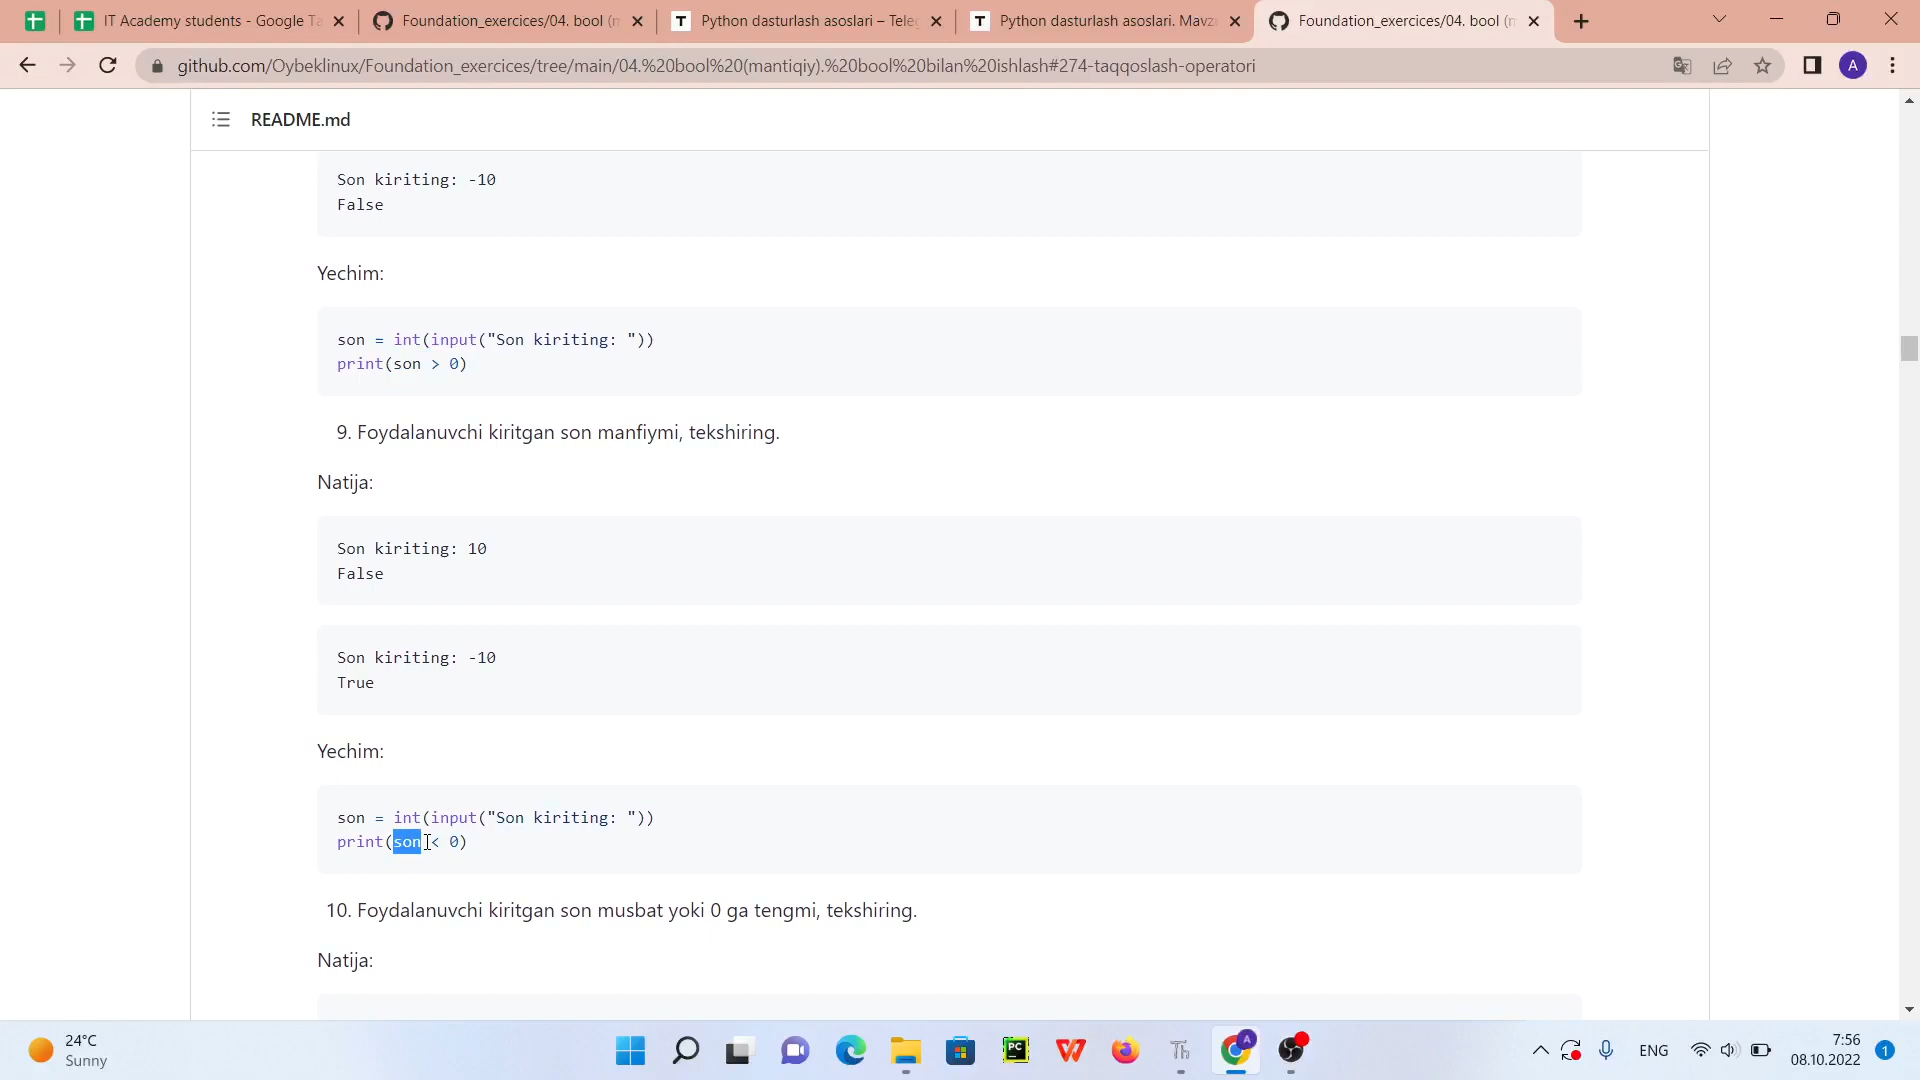 IT Academy students - Google Ta
Foundation_exercices/04. bool (m
Python dasturlash asoslari – Teleg
Python dasturlash asoslari. Mavz
Foundation_exercices/04. bool (m
github.com/Oybeklinux/Foundation_exercices/tree/main/04.%20bool%20(mantiqiy).%20bool%20bilan%20ishlash#274-taqqoslash-operatori
A
README.md
Son kiriting: -10
False
Yechim:
son = int(input("Son kiriting: "))
print(son > 0)
9. Foydalanuvchi kiritgan son manfiymi, tekshiring.
Natija:
Son kiriting: 10
False
Son kiriting: -10
True
Yechim:
son = int(input("Son kiriting: "))
print(son < 0)
10. Foydalanuvchi kiritgan son musbat yoki 0 ga tengmi, tekshiring.
Natija:
24°C
Sunny
ENG
7:56
08.10.2022
1